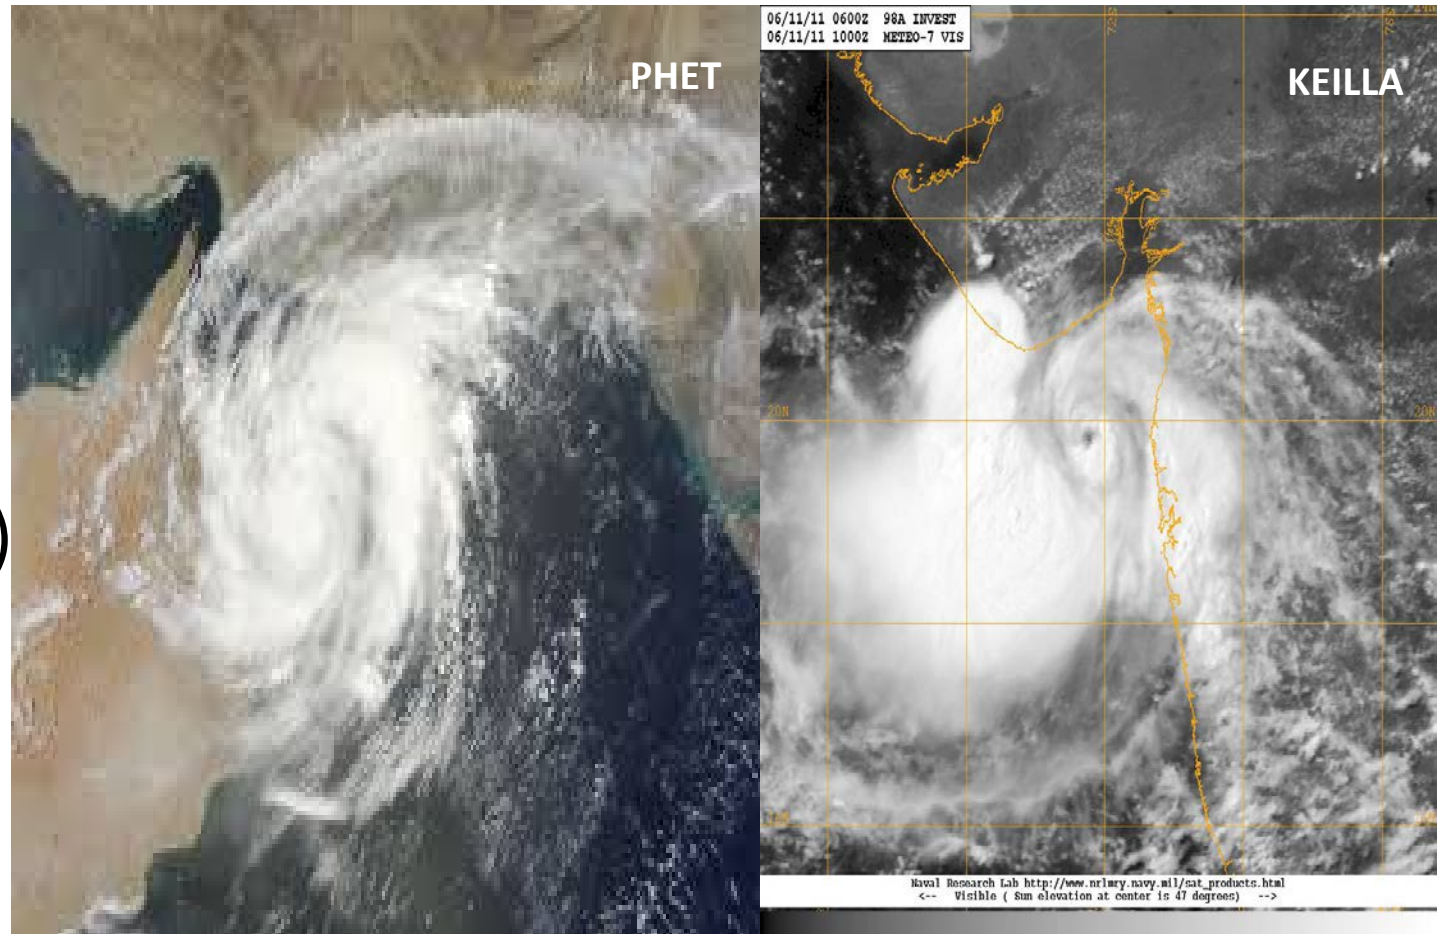 PHET
06/11/11 0600Z 98A INVEST
06/11/11 1000Z METEO-7 VIS
KEILLA
72E
20N
20N
)
Naval Research Lab http://www.nrlmry.navy.mil/sat_products.html
<-- Visible ( Sun elevation at center is 47 degrees) -->